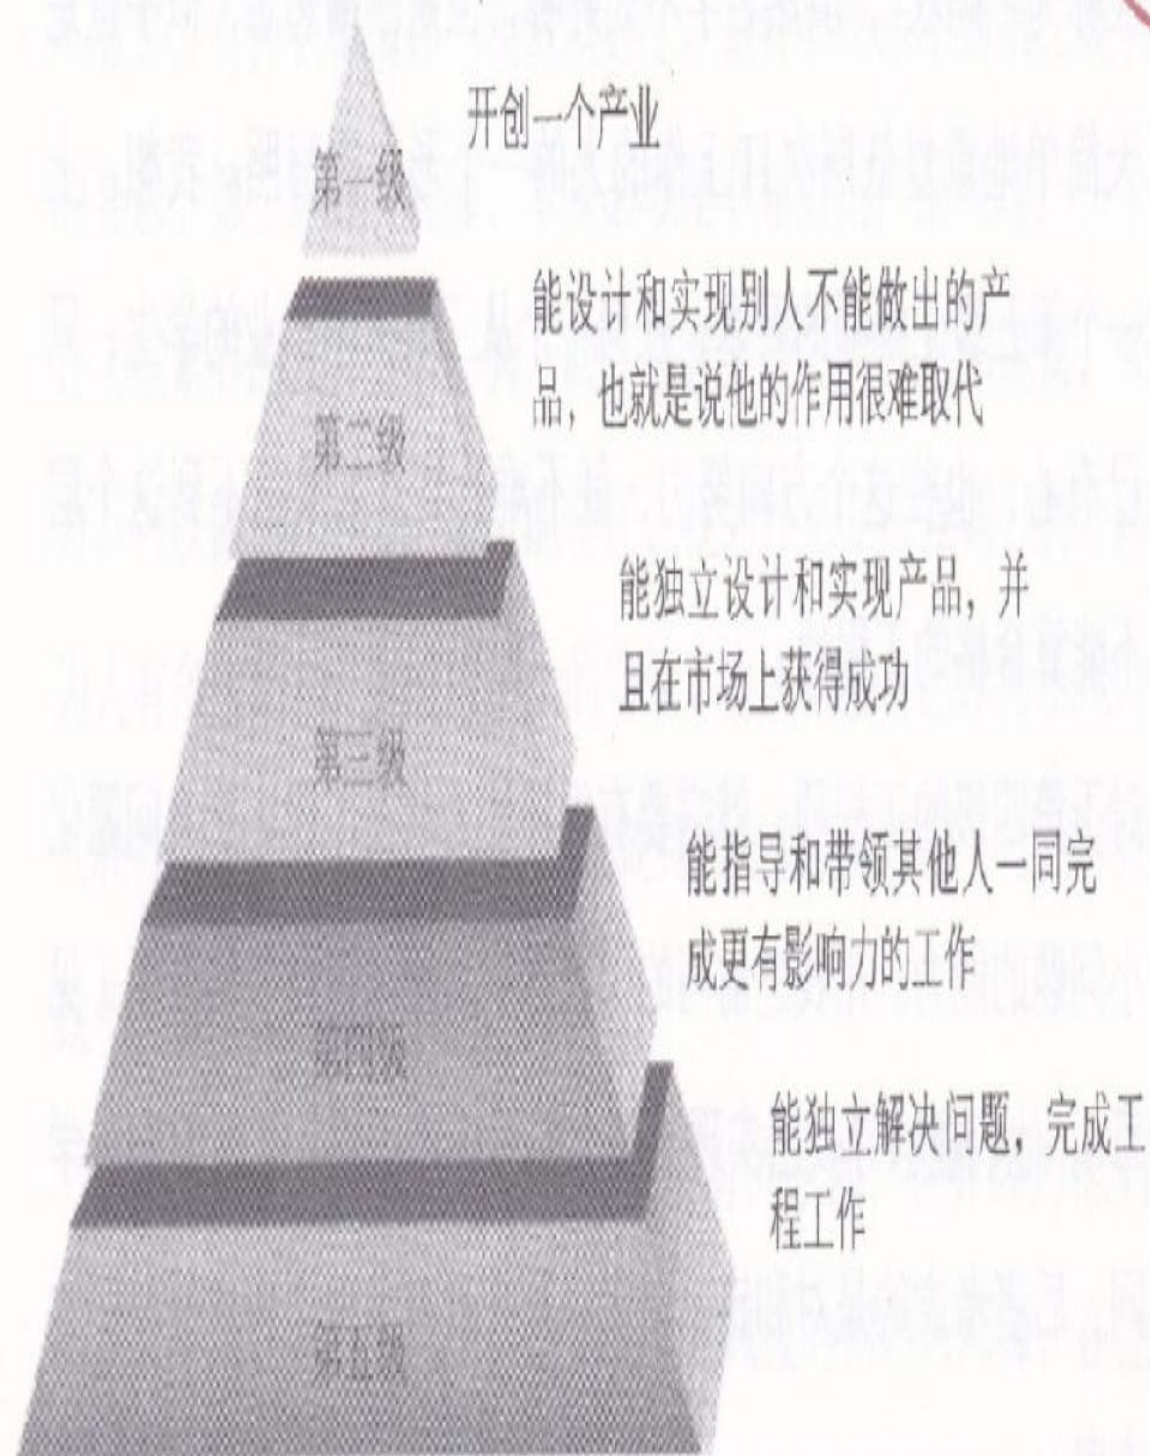 开创一个产业
第一级
能设计和实现别人不能做出的产
品，也就是说他的作用很难取代
第二级
能独立设计和实现产品，并
且在市场上获得成功
第三级
能指导和带领其他人一同完
成更有影响力的工作
第四级
能独立解决问题，完成工
程工作
第五级